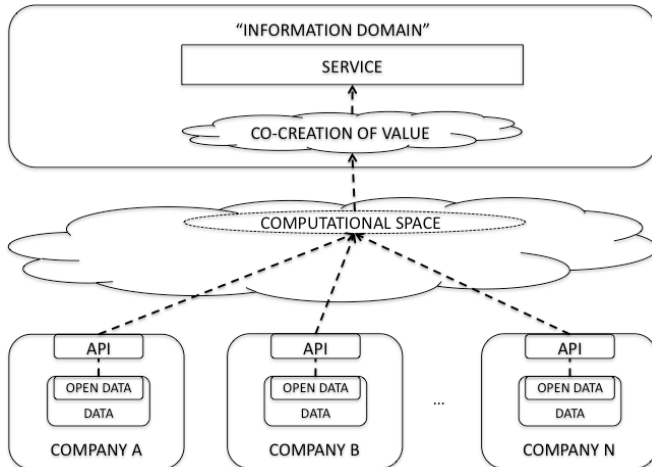 “INFORMATION DOMAIN”
SERVICE
CO-CREATION OF VALUE
COMPUTATIONAL SPACE
API API API
OPEN DATA OPEN DATA OPEN DATA
DATA DATA DATA
...
COMPANY A COMPANY B COMPANY N